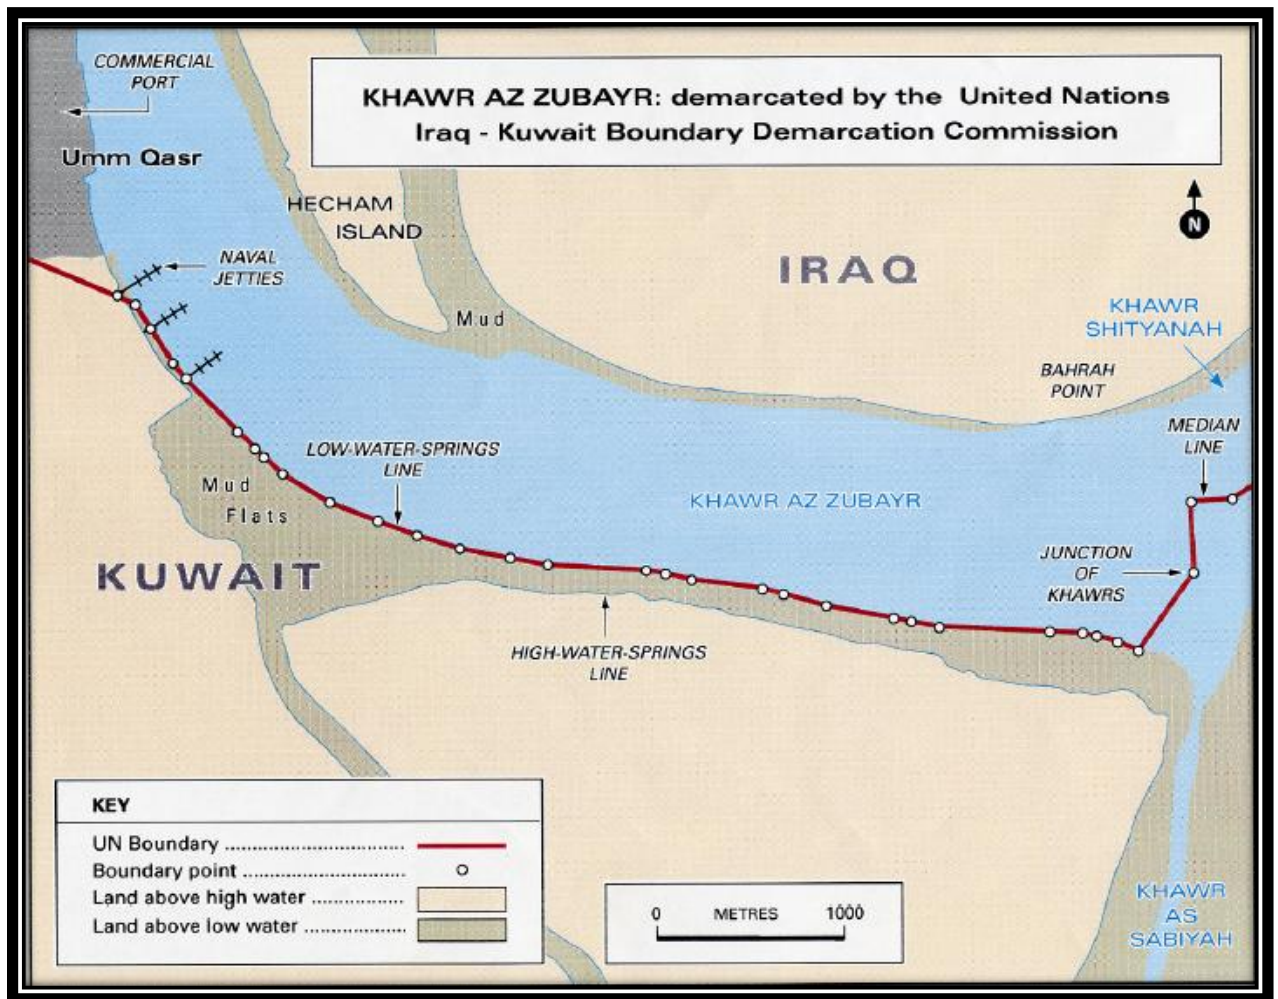 COMMERCIAL
PORT
KHAWR AZ ZUBAYR: demarcated by the United Nations
Iraq - Kuwait Boundary Demarcation Commission
Umm Qasr
HECHAM
ISLAND
N
NAVAL
JETTIES
IRAQ
Mud
KHAWR
SHITYANAH
BAHRAH
POINT
MEDIAN
LINE
LOW-WATER-SPRINGS
LINE
Mud
Flats
KHAWR AZ ZUBAYR
KUWAIT
JUNCTION
OF
KHAWRS
HIGH-WATER-SPRINGS
LINE
KEY
UN Boundary ..............................
Boundary point ...........................
Land above high water ................
Land above low water .................
0 METRES 1000
KHAWR
AS
SABIYAH